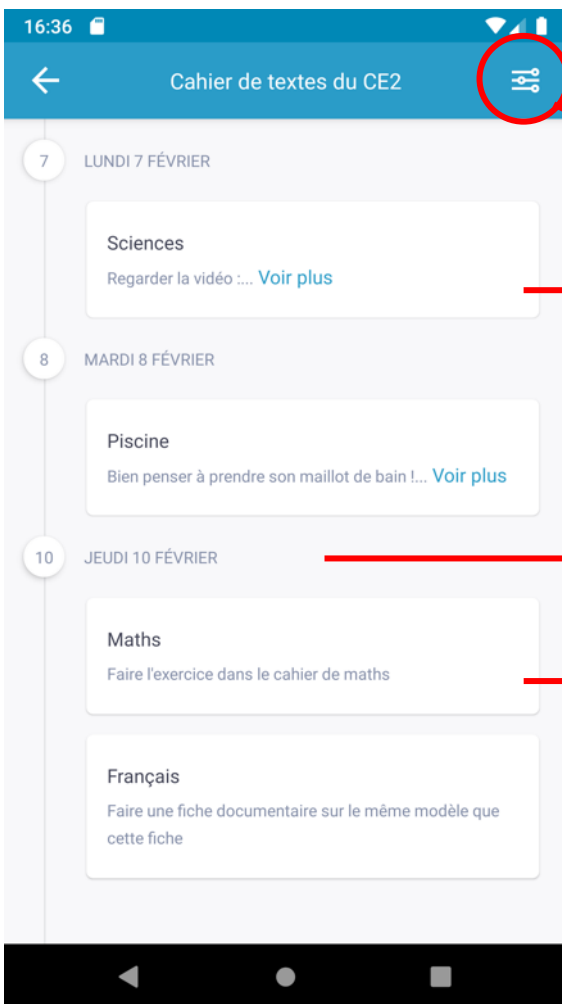 16:36
Cahier de textes du CE2
7 LUNDI 7 FÉVRIER
Sciences
Regarder la vidéo :... Voir plus
8 MARDI 8 FÉVRIER
Piscine
Bien penser à prendre son maillot de bain !... Voir plus
10 JEUDI 10 FÉVRIER
Maths
Faire l'exercice dans le cahier de maths
Français
Faire une fiche documentaire sur le même modèle que
cette fiche